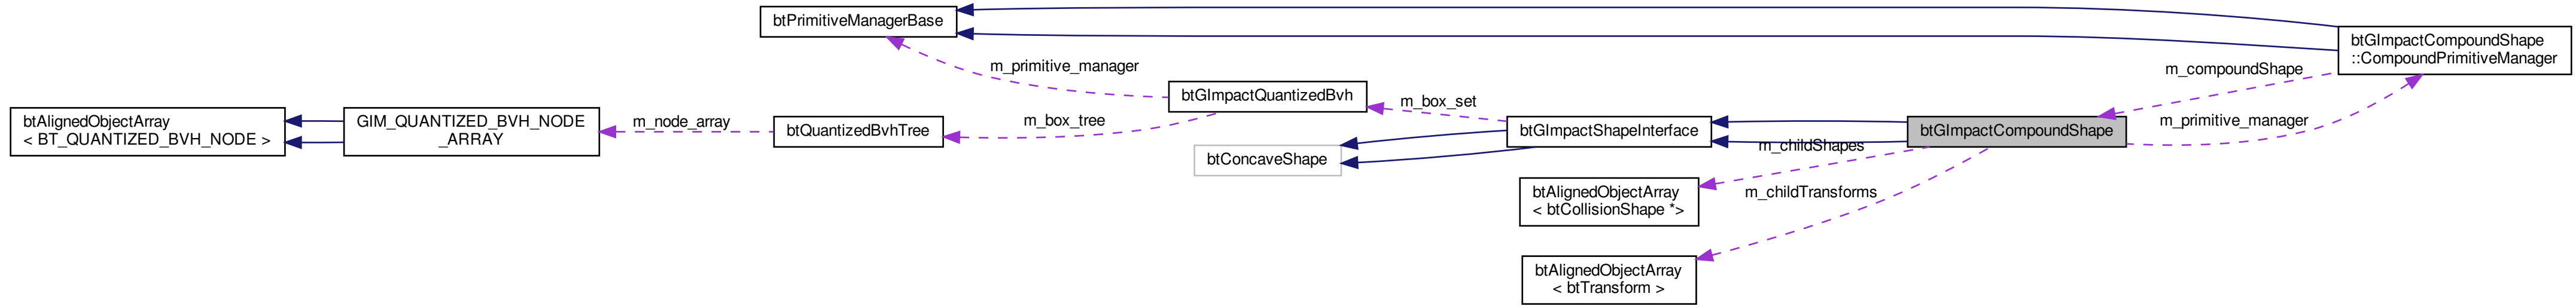 btPrimitiveManagerBase
btGImpactCompoundShape
::CompoundPrimitiveManager
m_primitive_manager
m_compoundShape
btGImpactQuantizedBvh
m_box_set
btAlignedObjectArray
< BT_QUANTIZED_BVH_NODE >
GIM_QUANTIZED_BVH_NODE
_ARRAY
m_node_array
btQuantizedBvhTree
m_box_tree
btGImpactShapeInterface
btGImpactCompoundShape
m_primitive_manager
btConcaveShape
m_childShapes
btAlignedObjectArray
< btCollisionShape *>
m_childTransforms
btAlignedObjectArray
< btTransform >